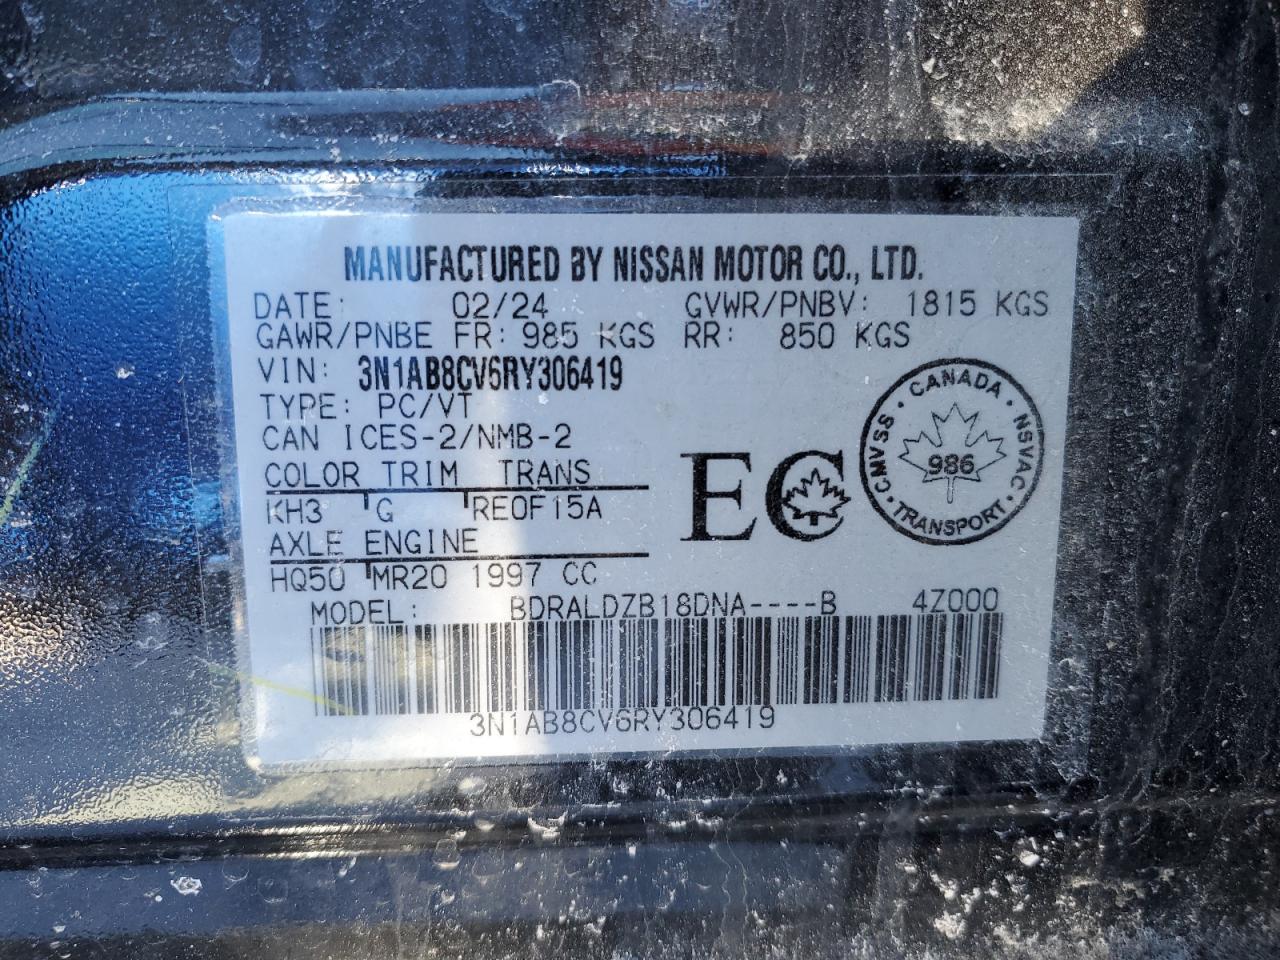 MANUFACTURED BY NISSAN MOTOR CO., LTD.
DATE: 02/24 GVWR/PNBV: 1815 KGS
GAWR/PNBE FR: 985 KGS RR: 850 KGS
VIN: 3N1AB8CV6RY306419
TYPE: PC/VT
CAN ICES-2/NMB-2
COLOR TRIM TRANS
KH3 G RE0F15A
AXLE ENGINE
HQ50 MR20 1997 CC
EC
CANADA
CMVSS 986 NSVAC
TRANSPORT
MODEL: BDRALDZB18DNA----B 4Z000
3N1AB8CV6RY306419